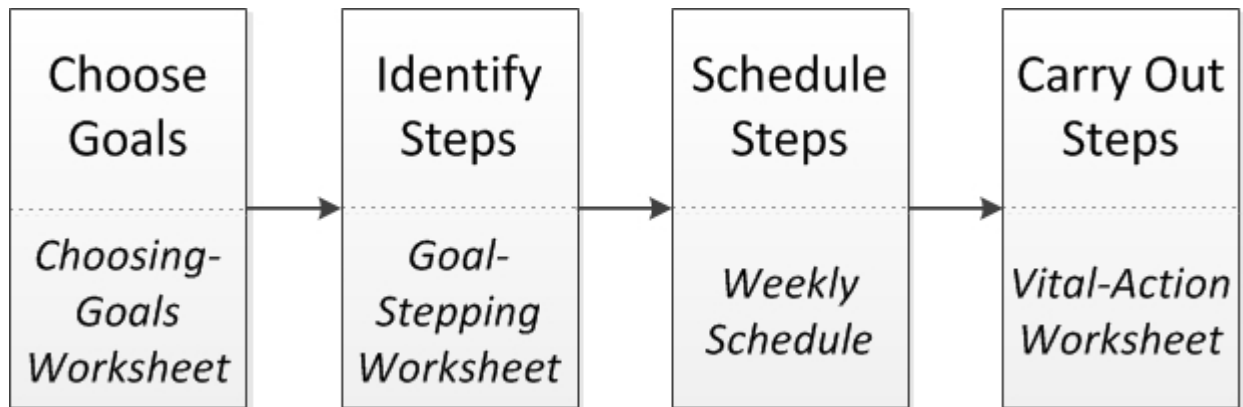 Choose
Goals
Choosing-
Goals
Worksheet
Identify
Steps
Goal-
Stepping
Worksheet
Schedule
Steps
Weekly
Schedule
Carry Out
Steps
Vital-Action
Worksheet